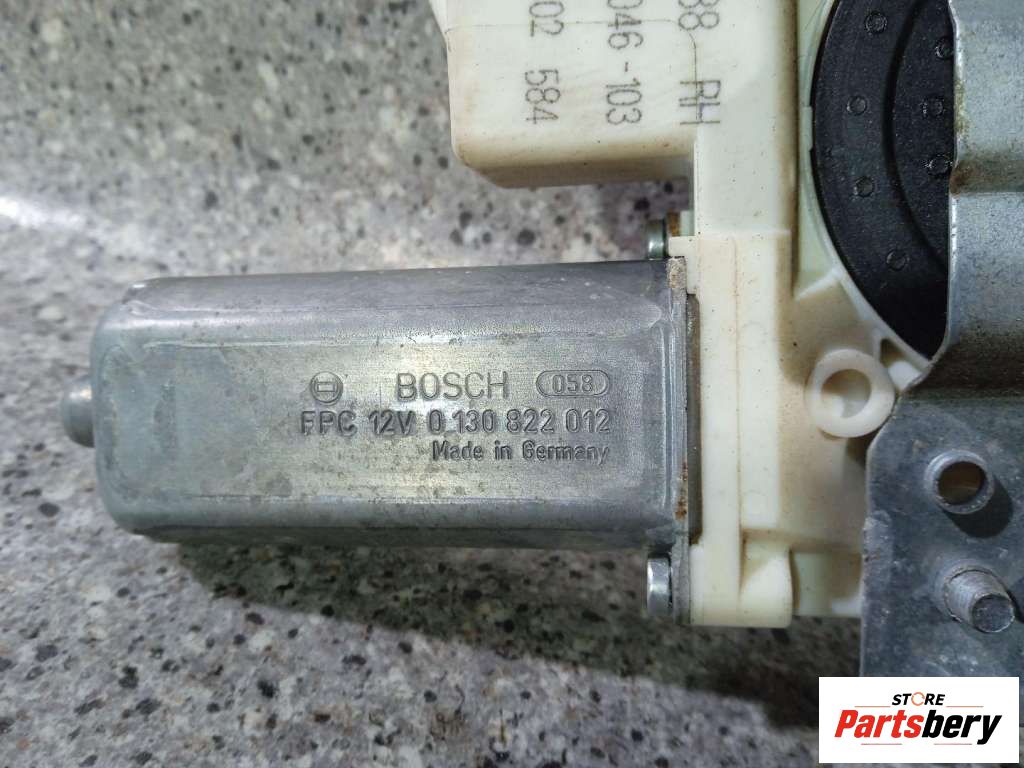 88 RH
046-103
02 584
BOSCH 058
FPC 12V 0 130 822 012
Made in Germany
STORE
Partsbery